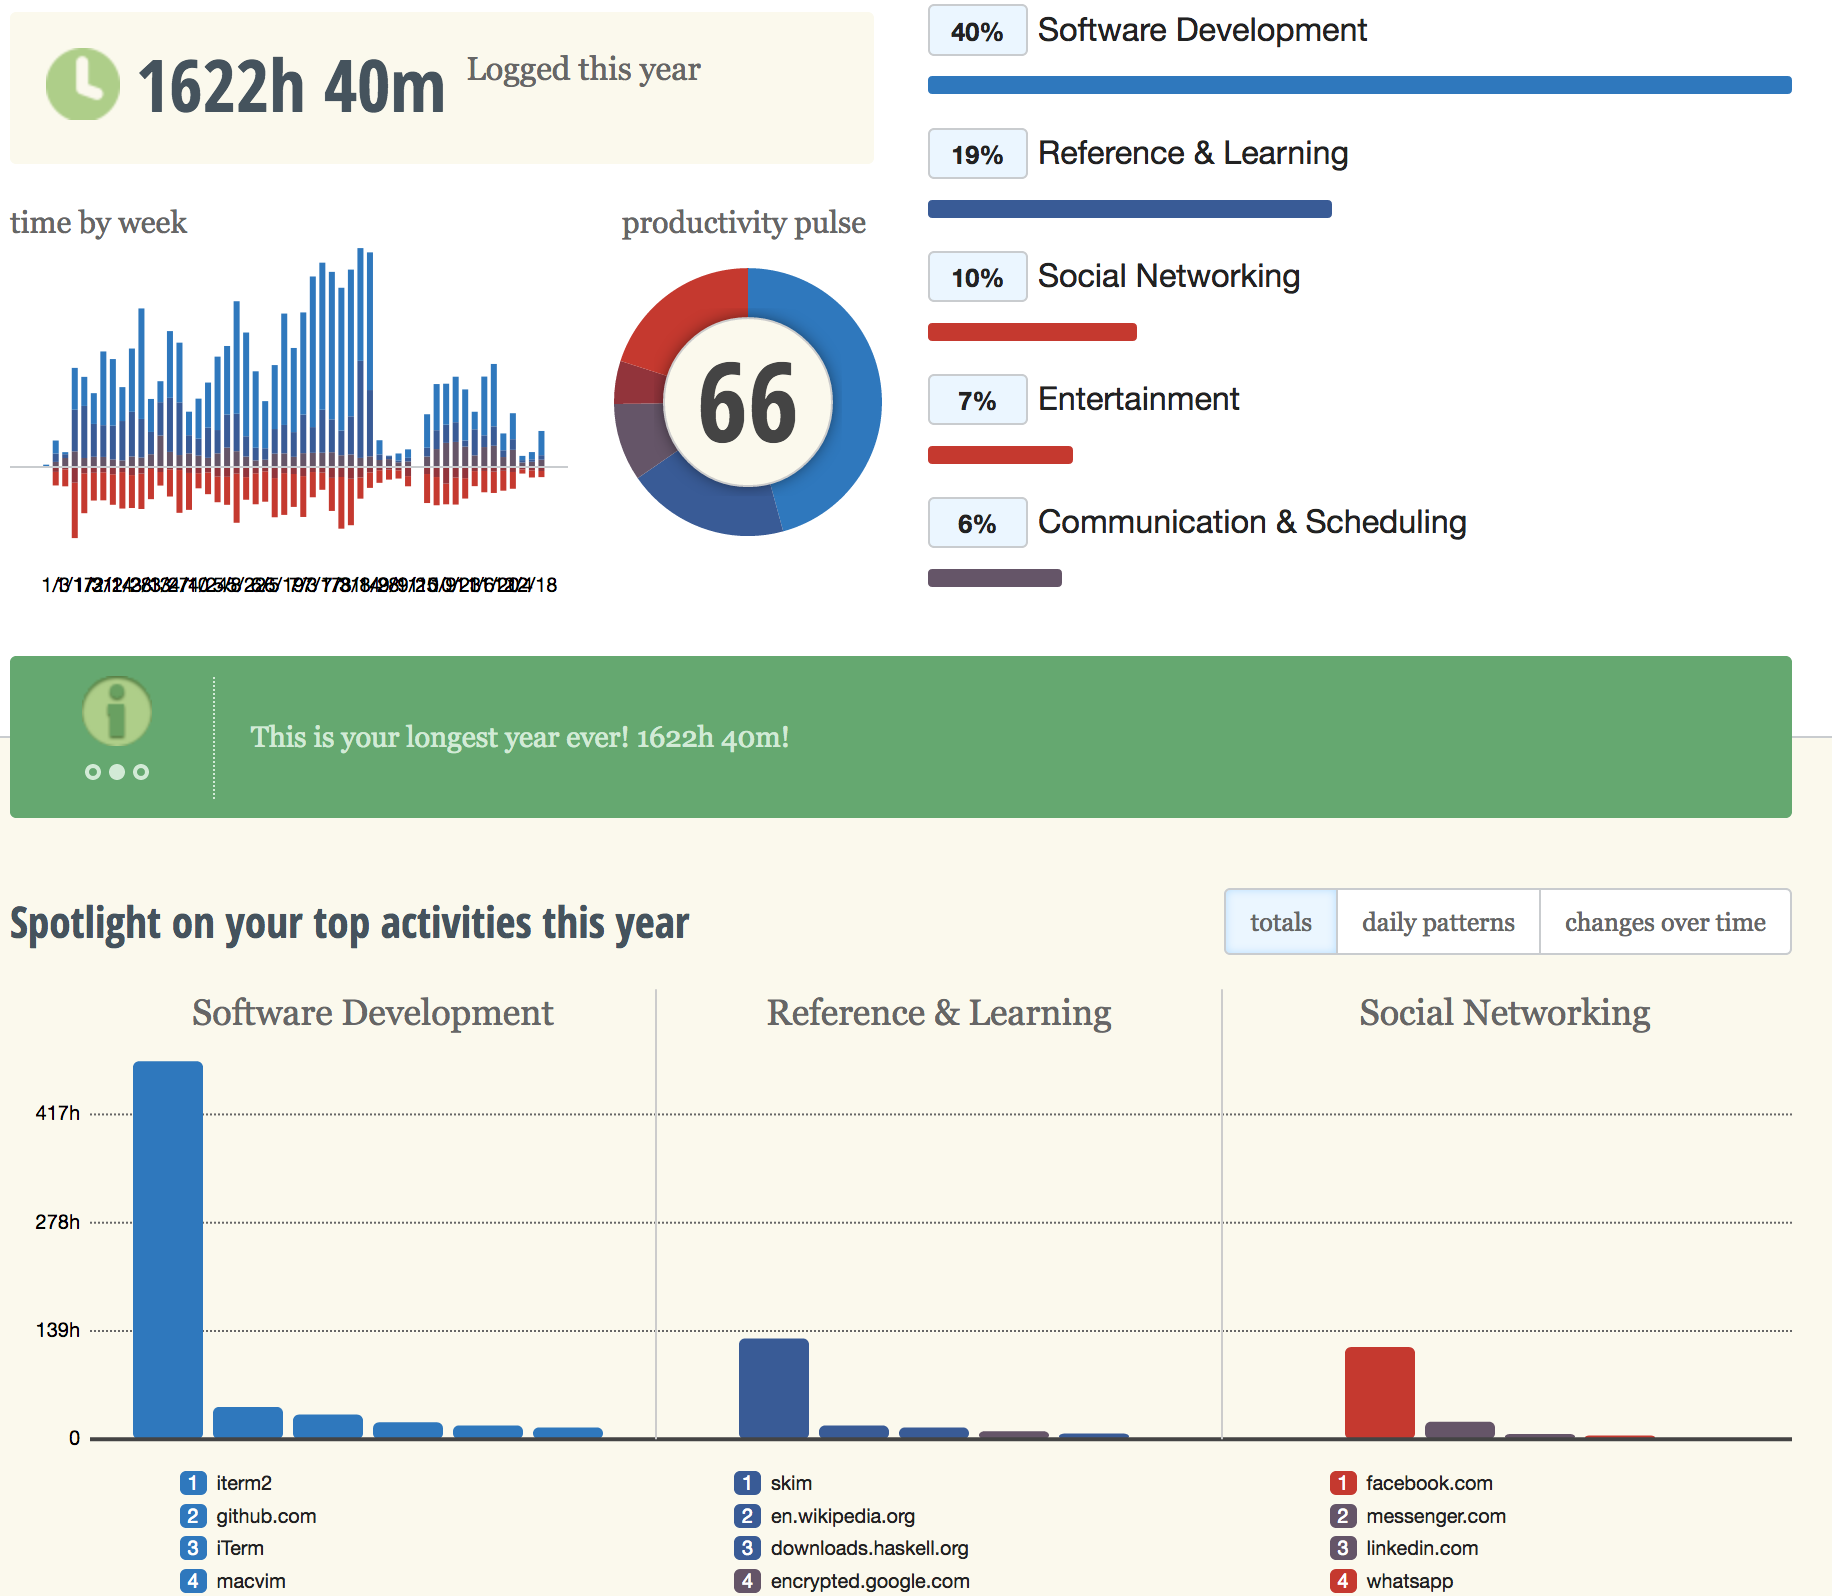 1622h 40m Logged this year
time by week
productivity pulse
66
40% Software Development
19% Reference & Learning
10% Social Networking
7% Entertainment
6% Communication & Scheduling
This is your longest year ever! 1622h 40m!
Spotlight on your top activities this year
totals daily patterns changes over time
Software Development
Reference & Learning
Social Networking
417h
278h
139h
0
1 iterm2
2 github.com
3 iTerm
4 macvim
1 skim
2 en.wikipedia.org
3 downloads.haskell.org
4 encrypted.google.com
1 facebook.com
2 messenger.com
3 linkedin.com
4 whatsapp